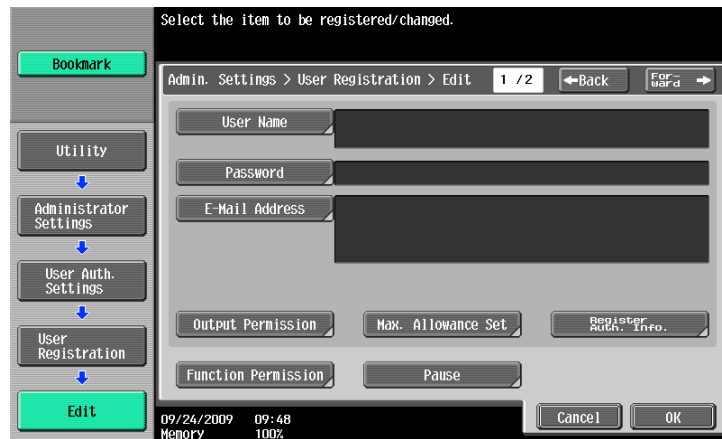 Select the item to be registered/changed.
Bookmark
Admin. Settings > User Registration > Edit 1 /2 ←Back For-ward →
User Name
Password
E-Mail Address
Output Permission Max. Allowance Set Register Auth. Info.
Function Permission Pause
Utility
Administrator
Settings
User Auth.
Settings
User
Registration
Edit
09/24/2009 09:48
Memory 100%
Cancel OK